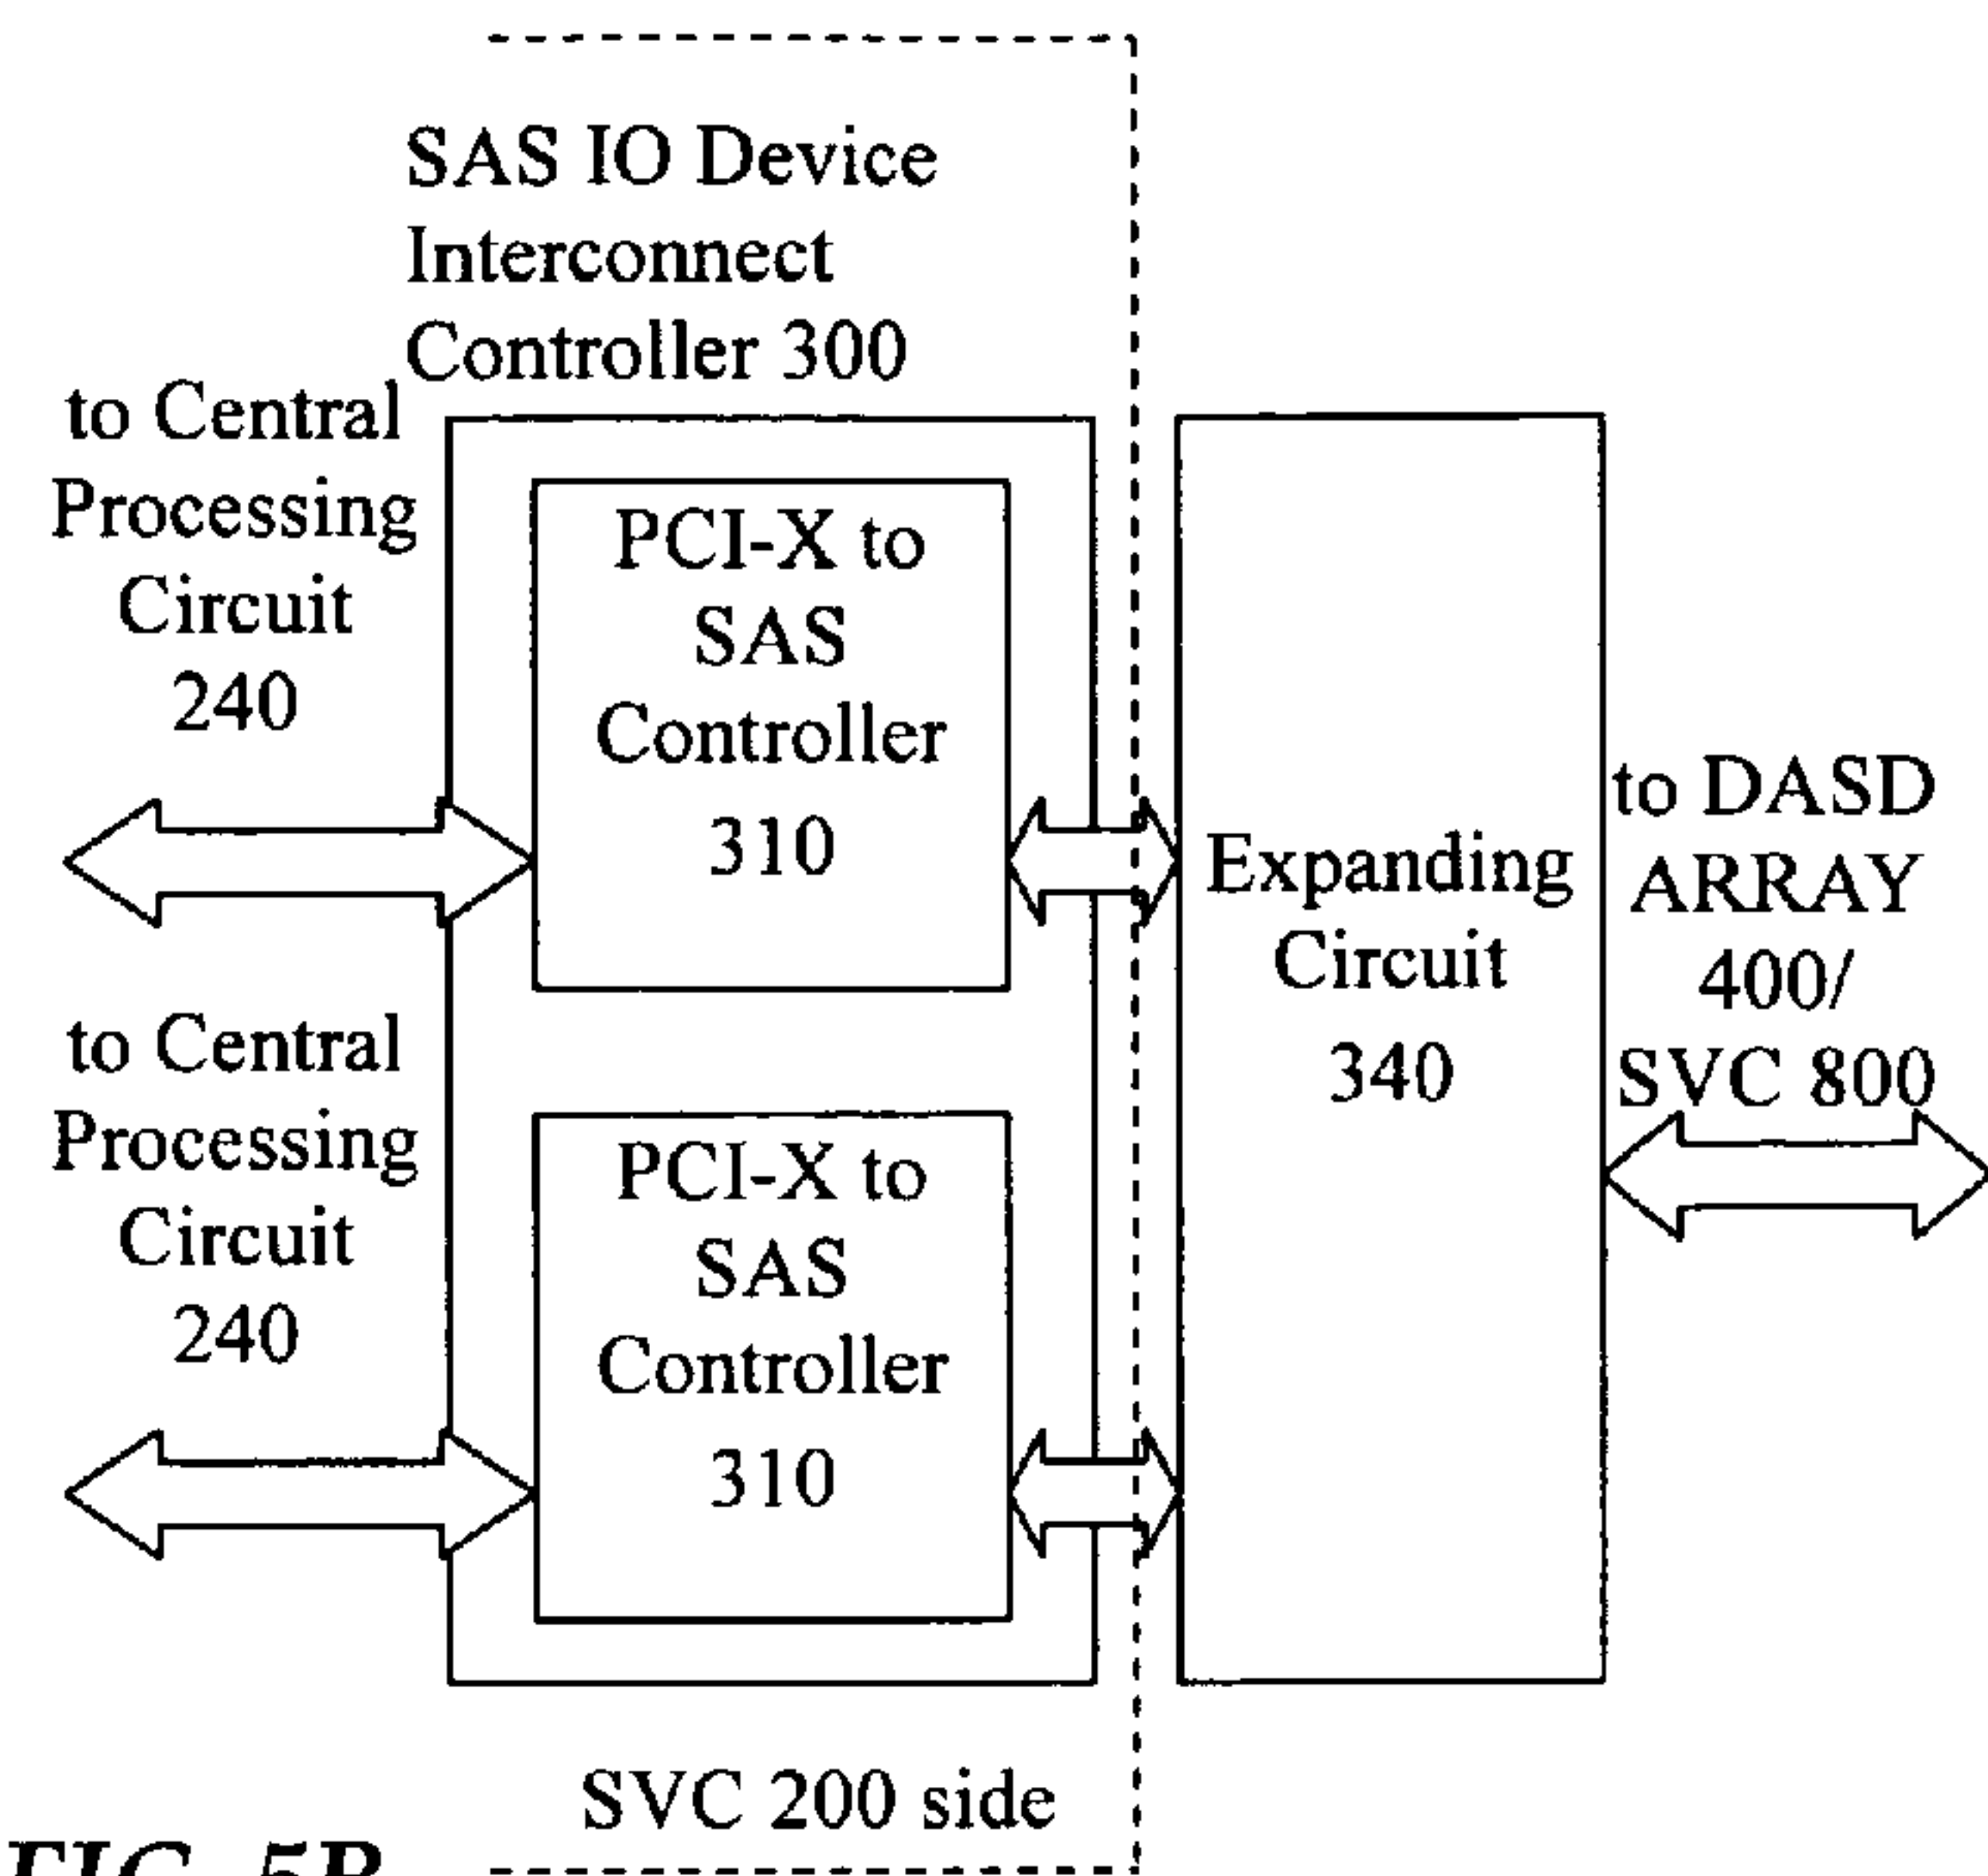 SAS IO Device
Interconnect
Controller 300
to Central
Processing
Circuit
240
PCI-X to
SAS
Controller
310
Expanding
Circuit
340
to DASD
ARRAY
400/
SVC 800
to Central
Processing
Circuit
240
PCI-X to
SAS
Controller
310
SVC 200 side
FIG. 5B